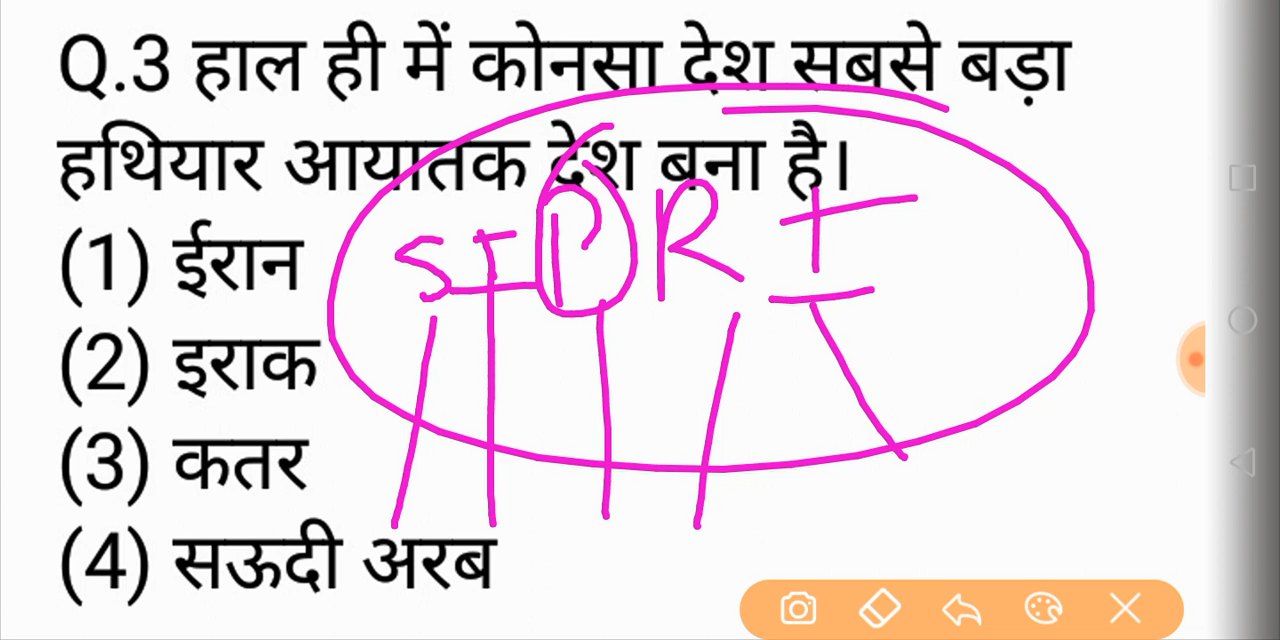 Q.3 हाल ही में कोनसा देश सबसे बड़ा
हथियार आयातक देश बना है।
SIPRI
(1) ईरान
(2) इराक
(3) कतर
(4) सऊदी अरब